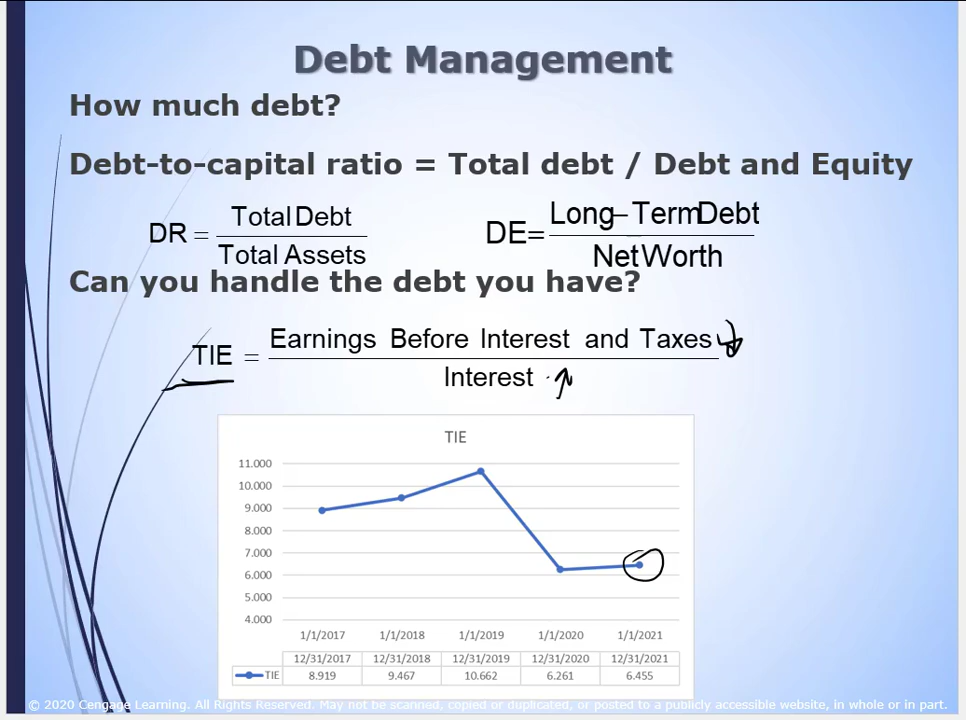 Debt Management
How much debt?
Debt-to-capital ratio = Total debt / Debt and Equity
DR = Total Debt
Total Assets
DE= Long–TermDebt
Net Worth
Can you handle the debt you have?
TIE = Earnings Before Interest and Taxes
Interest
TIE
11.000
10.000
9.000
8.000
7.000
6.000
5.000
4.000
1/1/2017 1/1/2018 1/1/2019 1/1/2020 1/1/2021
12/31/2017 12/31/2018 12/31/2019 12/31/2020 12/31/2021
TIE 8.919 9.467 10.662 6.261 6.455
© 2020 Cengage Learning. All Rights Reserved. May not be scanned, copied or duplicated, or posted to a publicly accessible website, in whole or in part.